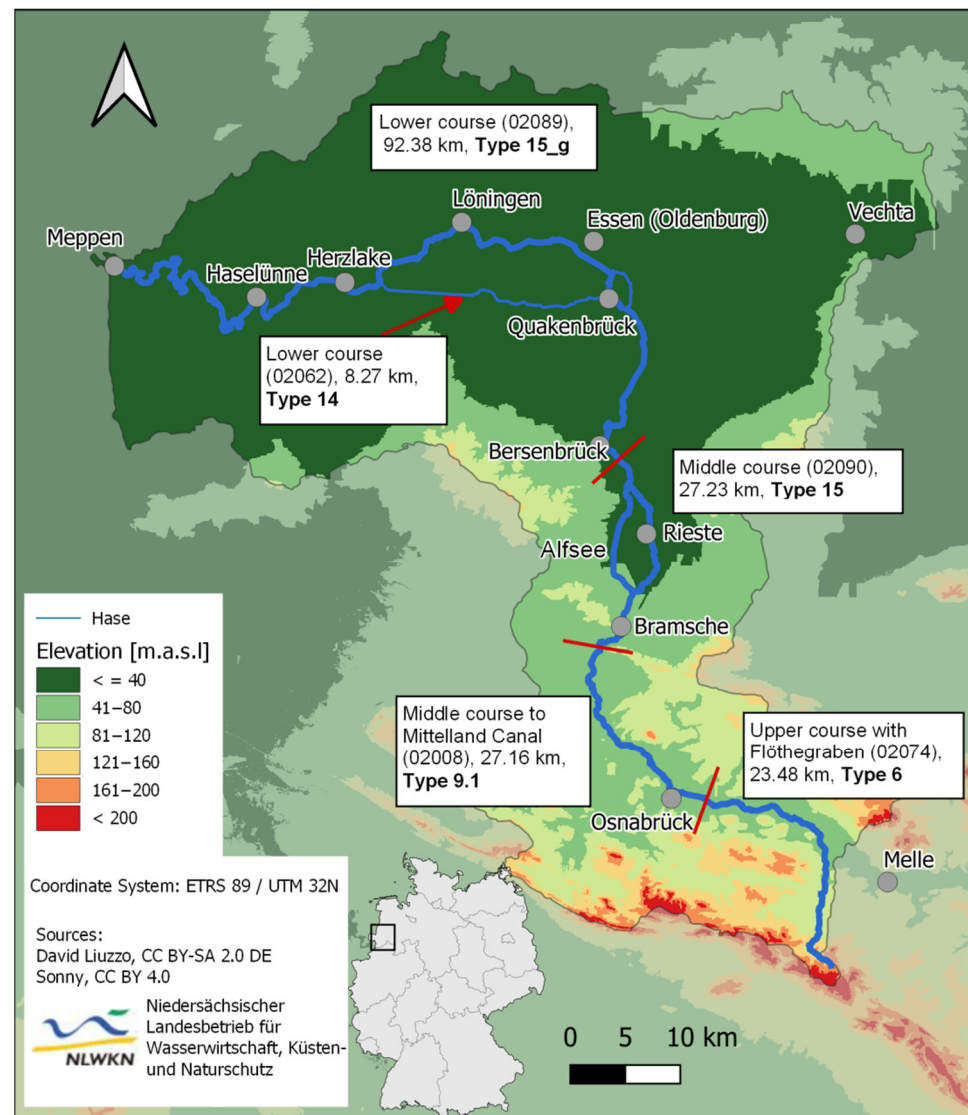 Lower course (02089),
92.38 km, Type 15_g
Löningen
Essen (Oldenburg)
Vechta
Meppen
Haselünne
Herzlake
Quakenbrück
Lower course
(02062), 8.27 km,
Type 14
Bersenbrück
Middle course (02090),
27.23 km, Type 15
Alfsee
Rieste
Bramsche
Hase
Elevation [m.a.s.l]
< = 40
41–80
81–120
121–160
161–200
< 200
Middle course to
Mittelland Canal
(02008), 27.16 km,
Type 9.1
Upper course with
Flöthegraben (02074),
23.48 km, Type 6
Osnabrück
Melle
Coordinate System: ETRS 89 / UTM 32N
Sources:
David Liuzzo, CC BY-SA 2.0 DE
Sonny, CC BY 4.0
NLWKN
Niedersächsischer
Landesbetrieb für
Wasserwirtschaft, Küsten-
und Naturschutz
0 5 10 km